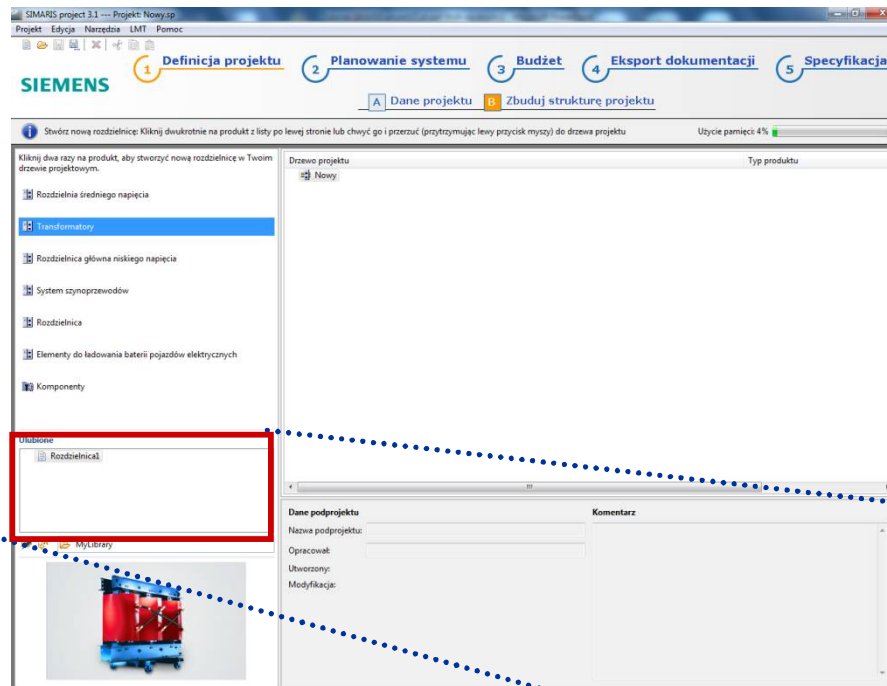 SIMARIS project 3.1 --- Projekt: Nowy.sp
Projekt Edycja Narzędzia LMT Pomoc
SIEMENS
1 Definicja projektu 2 Planowanie systemu 3 Budżet 4 Eksport dokumentacji 5 Specyfikacja
A Dane projektu B Zbuduj strukturę projektu
Stwórz nową rozdzielnicę: Kliknij dwukrotnie na produkt z listy po lewej stronie lub chwyć go i przerzuć (przytrzymując lewy przycisk myszy) do drzewa projektu Użycie pamięci: 4%
Kliknij dwa razy na produkt, aby stworzyć nową rozdzielnicę w Twoim
drzewie projektowym.
Drzewo projektu Typ produktu
Nowy
Rozdzielnia średniego napięcia
Transformatory
Rozdzielnica główna niskiego napięcia
System szynoprzewodów
Rozdzielnica
Elementy do ładowania baterii pojazdów elektrycznych
Komponenty
Ulubione
Rozdzielnica1
MyLibrary
Dane podprojektu Komentarz
Nazwa podprojektu:
Opracował:
Utworzony:
Modyfikacja: